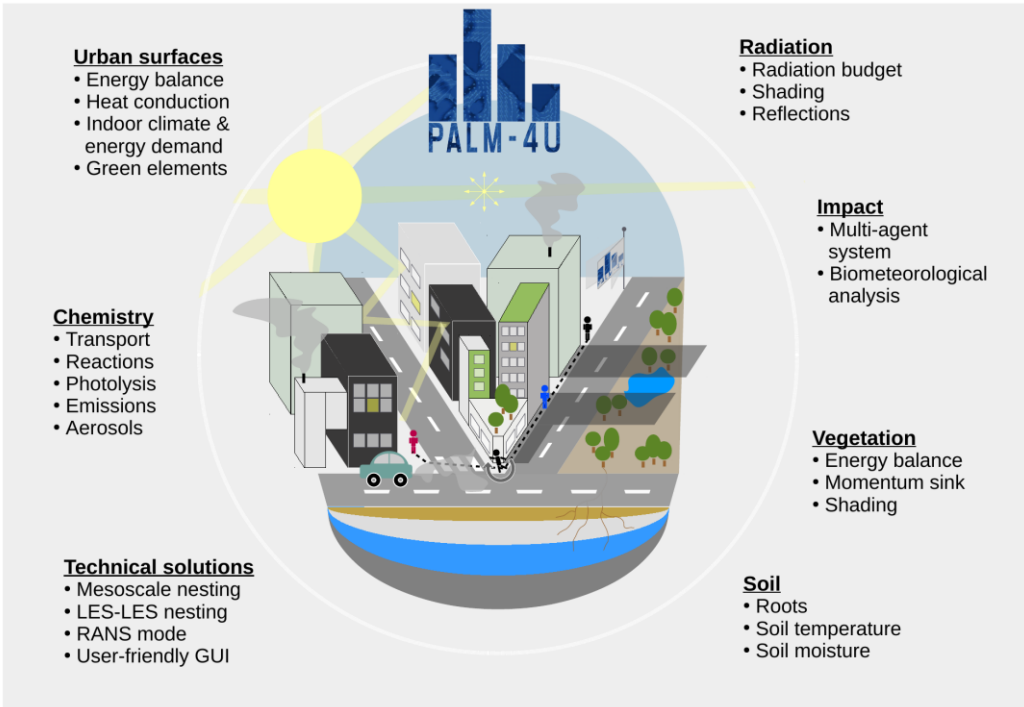 PALM-4U
Urban surfaces
• Energy balance
• Heat conduction
• Indoor climate &
energy demand
• Green elements
Radiation
• Radiation budget
• Shading
• Reflections
Impact
• Multi-agent
system
• Biometeorological
analysis
Chemistry
• Transport
• Reactions
• Photolysis
• Emissions
• Aerosols
Vegetation
• Energy balance
• Momentum sink
• Shading
Technical solutions
• Mesoscale nesting
• LES-LES nesting
• RANS mode
• User-friendly GUI
Soil
• Roots
• Soil temperature
• Soil moisture